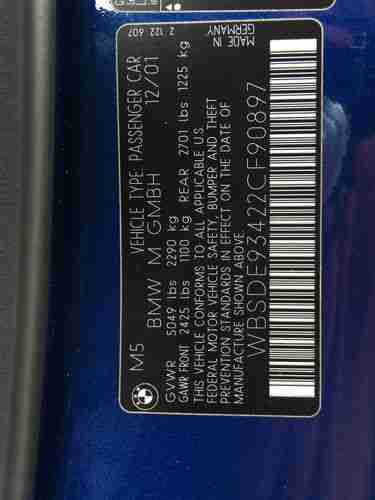 M5 VEHICLE TYPE: PASSENGER CAR 2 122 607
BMW M GMBH 12/01
GVWR 5049 lbs 2290 kg
GAWR FRONT 2425 lbs 1100 kg REAR 2701 lbs 1225 kg
THIS VEHICLE CONFORMS TO ALL APPLICABLE U.S.
FEDERAL MOTOR VEHICLE SAFETY, BUMPER AND THEFT
PREVENTION STANDARDS IN EFFECT ON THE DATE OF
MANUFACTURE SHOWN ABOVE.
MADE IN
GERMANY
WBSDE93422CF90897